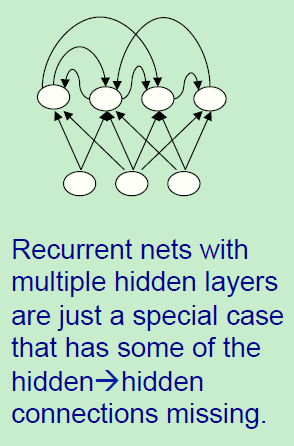 Recurrent nets with
multiple hidden layers
are just a special case
that has some of the
hidden→hidden
connections missing.